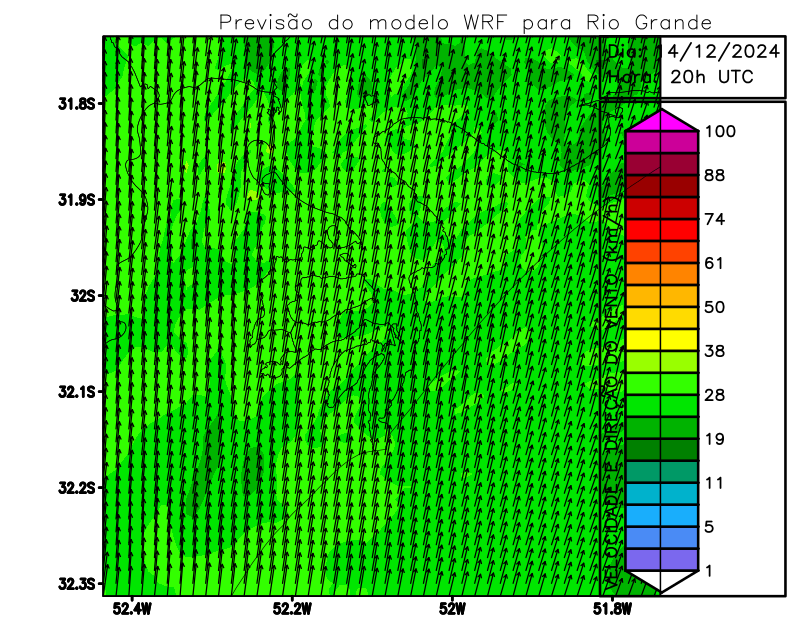 Previsão do modelo WRF para Rio Grande
Dia: 14/12/2024
Hora: 20h UTC
31.8S
31.9S
32S
32.1S
32.2S
32.3S
52.4W
52.2W
52W
51.8W
VELOCIDADE E DIREÇÃO DO VENTO (km/h)
100
88
74
61
50
38
28
19
11
5
1